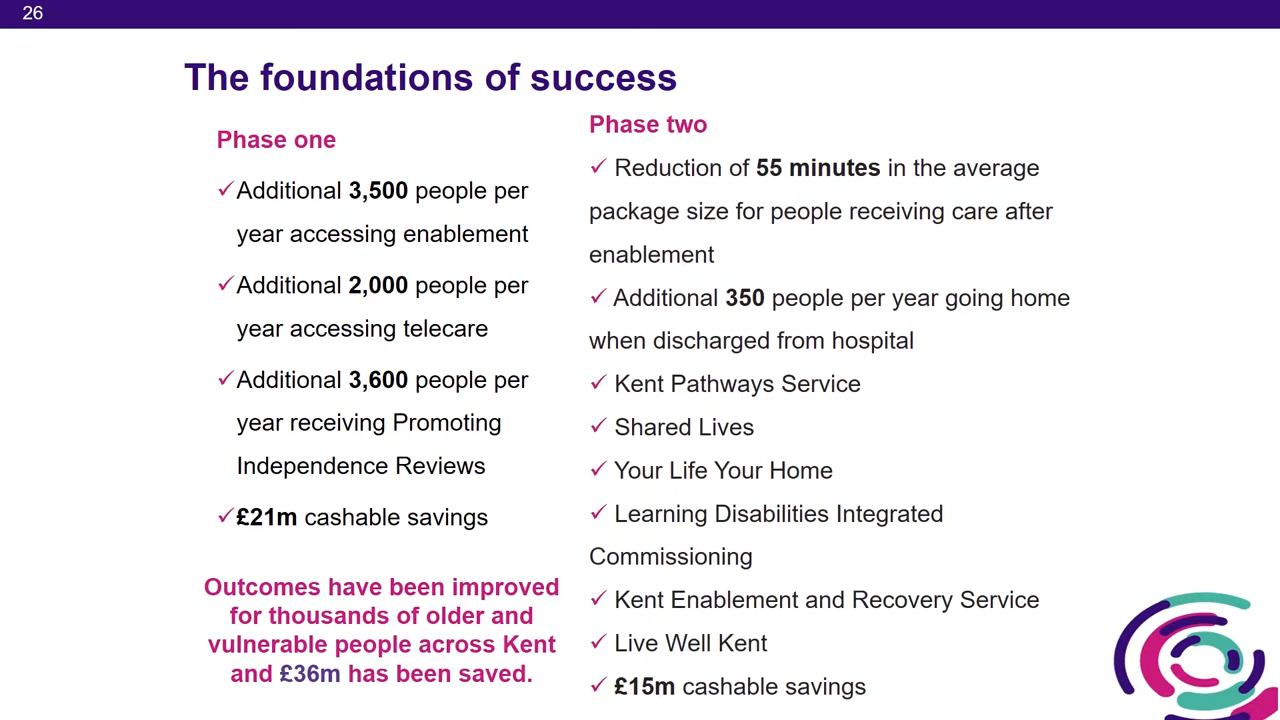 26
The foundations of success
Phase one
✓Additional 3,500 people per
year accessing enablement
✓Additional 2,000 people per
year accessing telecare
✓Additional 3,600 people per
year receiving Promoting
Independence Reviews
✓£21m cashable savings
Outcomes have been improved
for thousands of older and
vulnerable people across Kent
and £36m has been saved.
Phase two
✓ Reduction of 55 minutes in the average
package size for people receiving care after
enablement
✓ Additional 350 people per year going home
when discharged from hospital
✓ Kent Pathways Service
✓ Shared Lives
✓ Your Life Your Home
✓ Learning Disabilities Integrated
Commissioning
✓ Kent Enablement and Recovery Service
✓ Live Well Kent
✓ £15m cashable savings